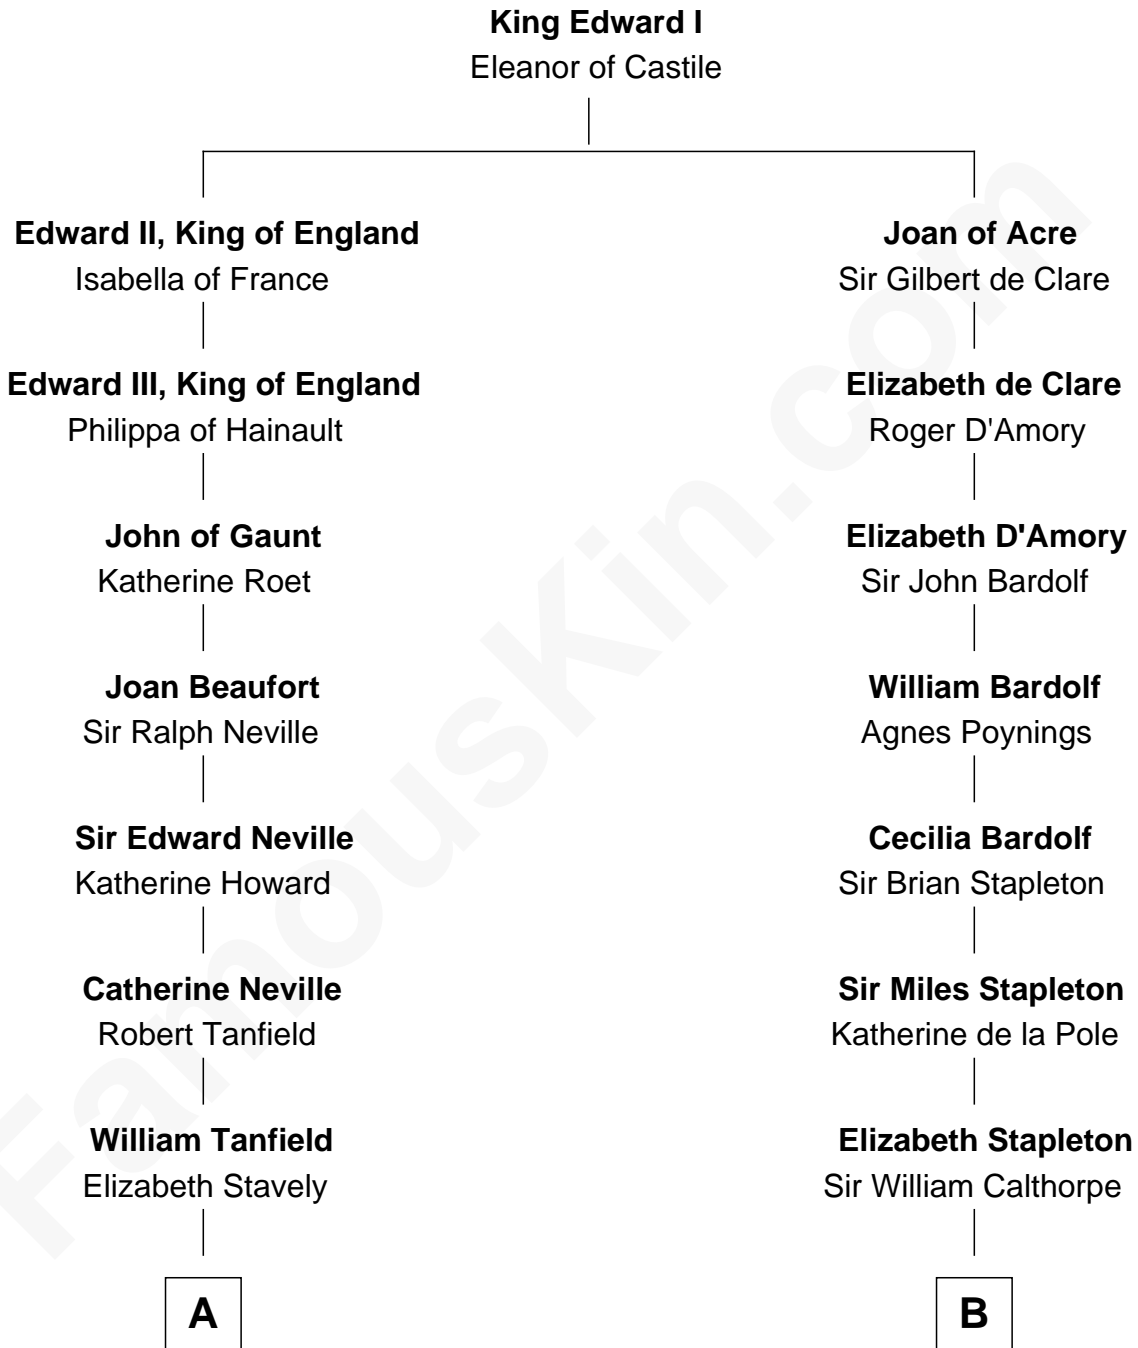 King Edward I
Eleanor of Castile
Edward II, King of England
Isabella of France
Edward III, King of England
Philippa of Hainault
John of Gaunt
Katherine Roet
Joan Beaufort
Sir Ralph Neville
Sir Edward Neville
Katherine Howard
Catherine Neville
Robert Tanfield
William Tanfield
Elizabeth Stavely
A
Joan of Acre
Sir Gilbert de Clare
Elizabeth de Clare
Roger D'Amory
Elizabeth D'Amory
Sir John Bardolf
William Bardolf
Agnes Poynings
Cecilia Bardolf
Sir Brian Stapleton
Sir Miles Stapleton
Katherine de la Pole
Elizabeth Stapleton
Sir William Calthorpe
B
FamousKin.com